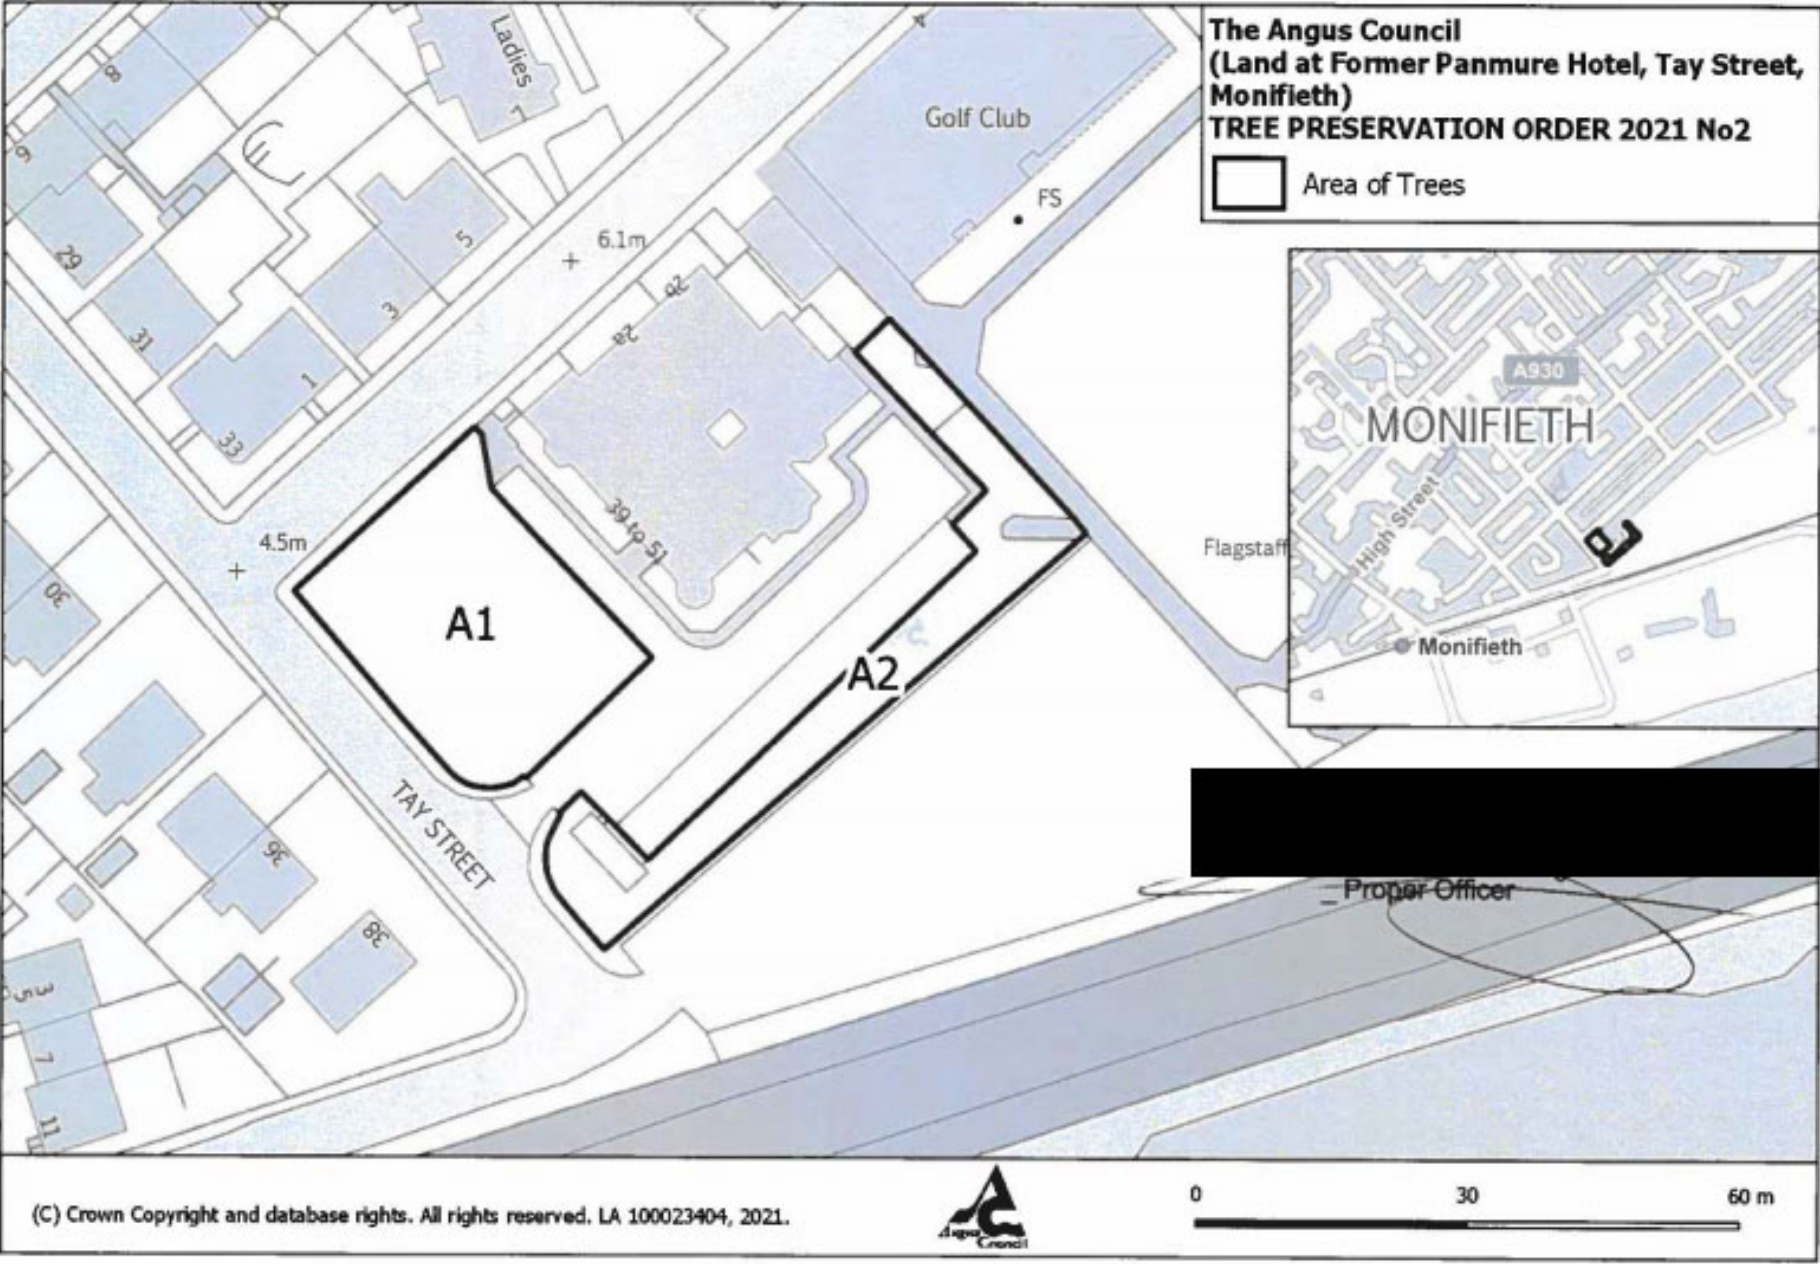 The Angus Council
(Land at Former Panmure Hotel, Tay Street,
Monifieth)
TREE PRESERVATION ORDER 2021 No2
Area of Trees
Ladies
Golf Club
FS
8
9
29
31
33
1
3
5
6.1m
2b
2a
39 to 51
4.5m
A1
A2
30
TAY STREET
36
38
3
5
7
11
Flagstaff
A930
MONIFIETH
High Street
Monifieth
Proper Officer
(C) Crown Copyright and database rights. All rights reserved. LA 100023404, 2021.
Angus
Council
0 30 60 m